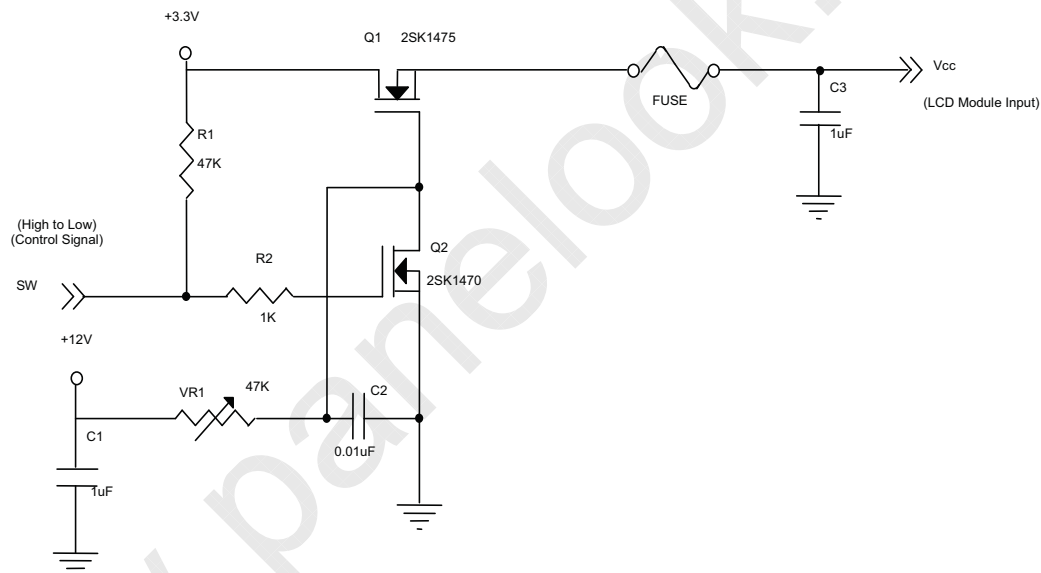 +3.3V
Q1 2SK1475
Vcc
FUSE
C3
(LCD Module Input)
1uF
R1
47K
(High to Low)
(Control Signal)
Q2
R2
2SK1470
SW
1K
+12V
VR1
47K
C2
C1
0.01uF
1uF
panelook.